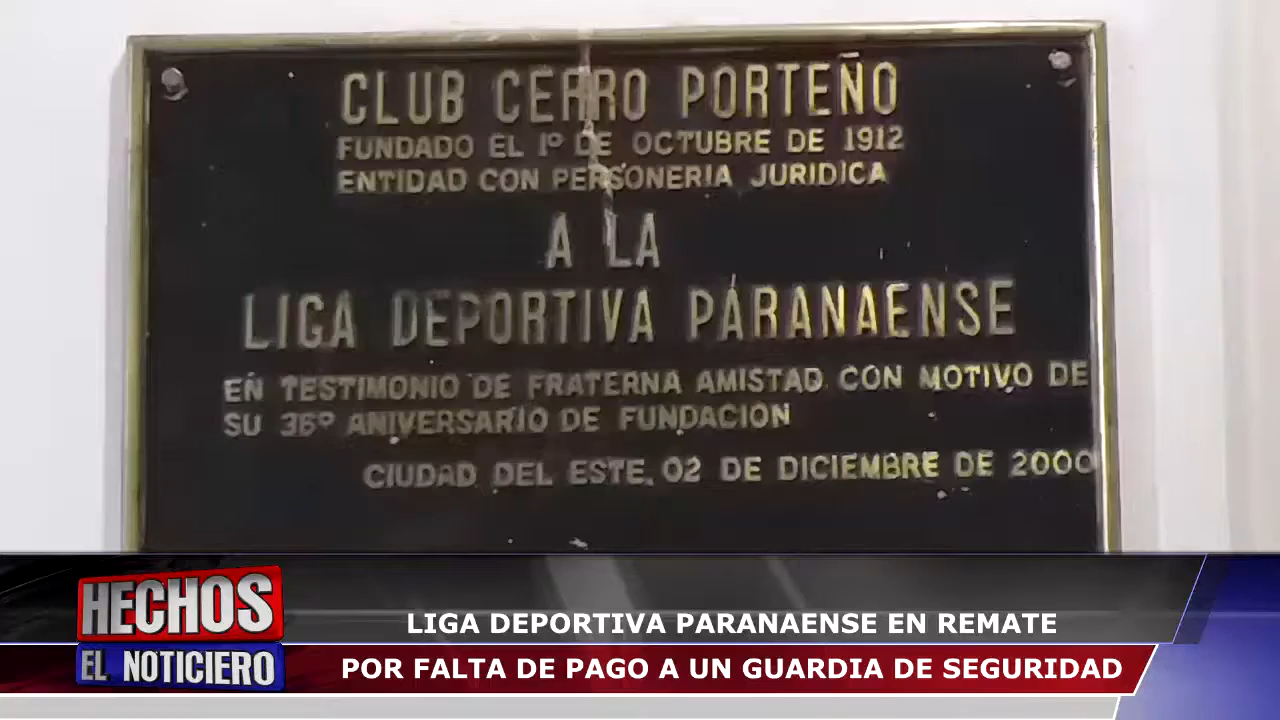 CLUB CERRO PORTEÑO
FUNDADO EL 1º DE OCTUBRE DE 1912
ENTIDAD CON PERSONERIA JURIDICA
A LA
LIGA DEPORTIVA PARANAENSE
EN TESTIMONIO DE FRATERNA AMISTAD CON MOTIVO DE
SU 36º ANIVERSARIO DE FUNDACION
CIUDAD DEL ESTE, 02 DE DICIEMBRE DE 2000
HECHOS
EL NOTICIERO
LIGA DEPORTIVA PARANAENSE EN REMATE
POR FALTA DE PAGO A UN GUARDIA DE SEGURIDAD